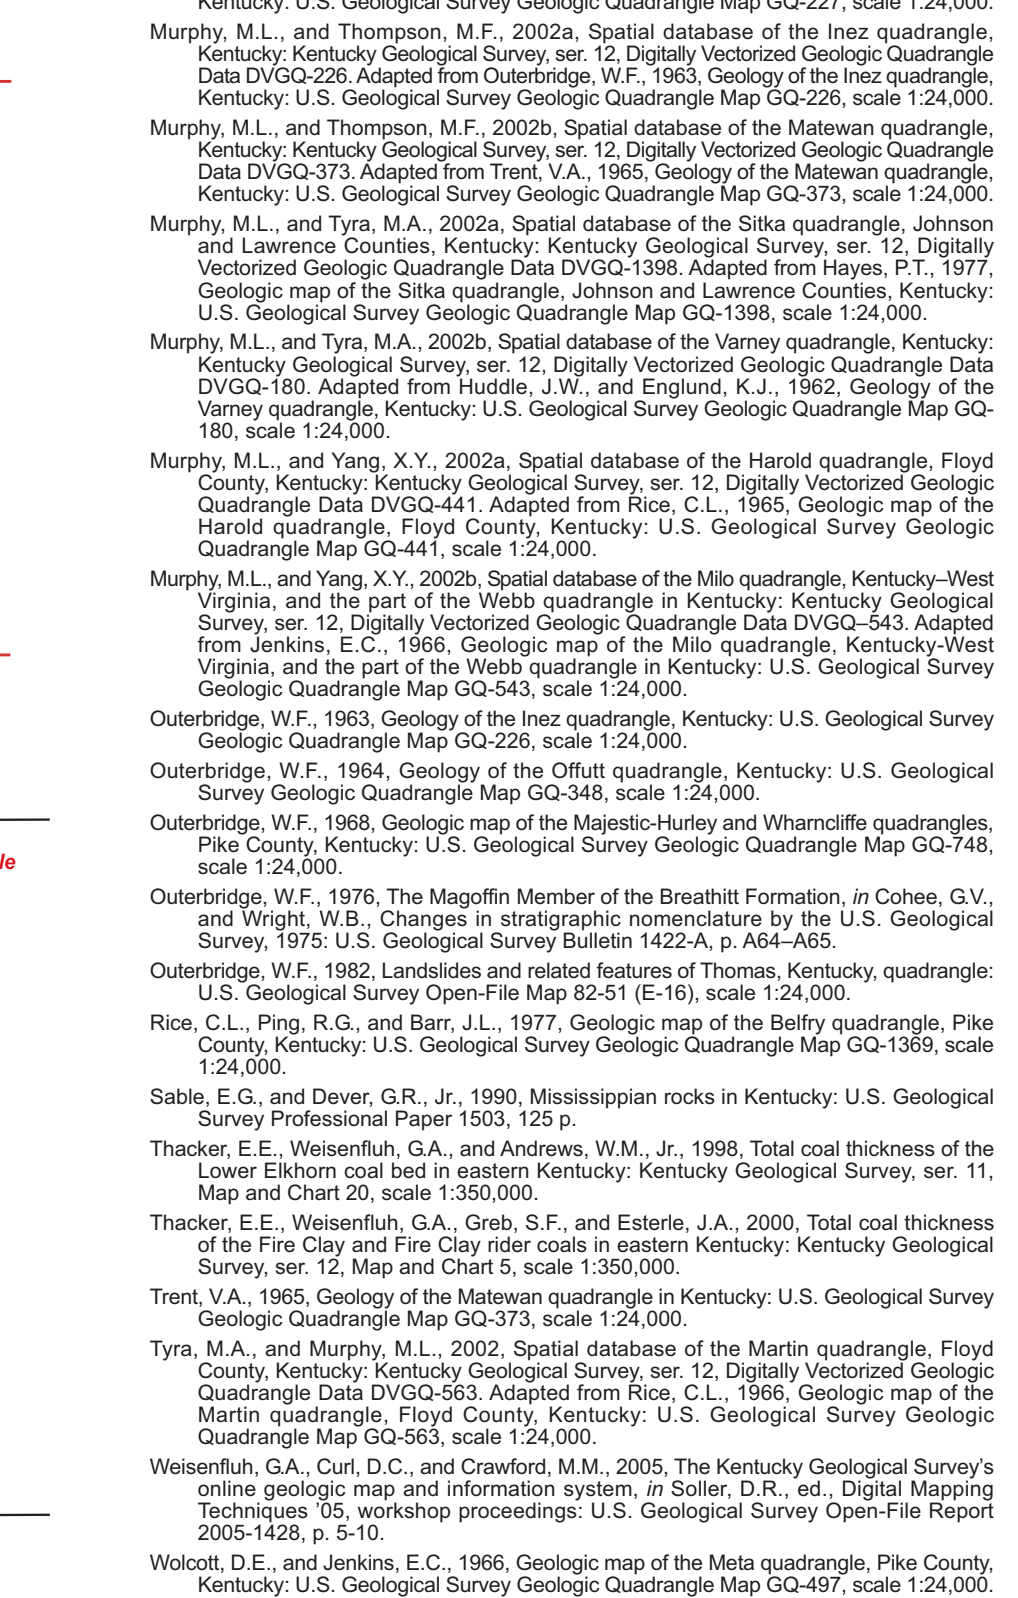 Kentucky: U.S. Geological Survey Geologic Quadrangle Map GQ-227, scale 1:24,000.
Murphy, M.L., and Thompson, M.F., 2002a, Spatial database of the Inez quadrangle,
Kentucky: Kentucky Geological Survey, ser. 12, Digitally Vectorized Geologic Quadrangle
Data DVGQ-226. Adapted from Outerbridge, W.F., 1963, Geology of the Inez quadrangle,
Kentucky: U.S. Geological Survey Geologic Quadrangle Map GQ-226, scale 1:24,000.
Murphy, M.L., and Thompson, M.F., 2002b, Spatial database of the Matewan quadrangle,
Kentucky: Kentucky Geological Survey, ser. 12, Digitally Vectorized Geologic Quadrangle
Data DVGQ-373. Adapted from Trent, V.A., 1965, Geology of the Matewan quadrangle,
Kentucky: U.S. Geological Survey Geologic Quadrangle Map GQ-373, scale 1:24,000.
Murphy, M.L., and Tyra, M.A., 2002a, Spatial database of the Sitka quadrangle, Johnson
and Lawrence Counties, Kentucky: Kentucky Geological Survey, ser. 12, Digitally
Vectorized Geologic Quadrangle Data DVGQ-1398. Adapted from Hayes, P.T., 1977,
Geologic map of the Sitka quadrangle, Johnson and Lawrence Counties, Kentucky:
U.S. Geological Survey Geologic Quadrangle Map GQ-1398, scale 1:24,000.
Murphy, M.L., and Tyra, M.A., 2002b, Spatial database of the Varney quadrangle, Kentucky:
Kentucky Geological Survey, ser. 12, Digitally Vectorized Geologic Quadrangle Data
DVGQ-180. Adapted from Huddle, J.W., and Englund, K.J., 1962, Geology of the
Varney quadrangle, Kentucky: U.S. Geological Survey Geologic Quadrangle Map GQ-
180, scale 1:24,000.
Murphy, M.L., and Yang, X.Y., 2002a, Spatial database of the Harold quadrangle, Floyd
County, Kentucky: Kentucky Geological Survey, ser. 12, Digitally Vectorized Geologic
Quadrangle Data DVGQ-441. Adapted from Rice, C.L., 1965, Geologic map of the
Harold quadrangle, Floyd County, Kentucky: U.S. Geological Survey Geologic
Quadrangle Map GQ-441, scale 1:24,000.
Murphy, M.L., and Yang, X.Y., 2002b, Spatial database of the Milo quadrangle, Kentucky–West
Virginia, and the part of the Webb quadrangle in Kentucky: Kentucky Geological
Survey, ser. 12, Digitally Vectorized Geologic Quadrangle Data DVGQ–543. Adapted
from Jenkins, E.C., 1966, Geologic map of the Milo quadrangle, Kentucky-West
Virginia, and the part of the Webb quadrangle in Kentucky: U.S. Geological Survey
Geologic Quadrangle Map GQ-543, scale 1:24,000.
Outerbridge, W.F., 1963, Geology of the Inez quadrangle, Kentucky: U.S. Geological Survey
Geologic Quadrangle Map GQ-226, scale 1:24,000.
Outerbridge, W.F., 1964, Geology of the Offutt quadrangle, Kentucky: U.S. Geological
Survey Geologic Quadrangle Map GQ-348, scale 1:24,000.
Outerbridge, W.F., 1968, Geologic map of the Majestic-Hurley and Wharncliffe quadrangles,
Pike County, Kentucky: U.S. Geological Survey Geologic Quadrangle Map GQ-748,
scale 1:24,000.
le
Outerbridge, W.F., 1976, The Magoffin Member of the Breathitt Formation, in Cohee, G.V.,
and Wright, W.B., Changes in stratigraphic nomenclature by the U.S. Geological
Survey, 1975: U.S. Geological Survey Bulletin 1422-A, p. A64–A65.
Outerbridge, W.F., 1982, Landslides and related features of Thomas, Kentucky, quadrangle:
U.S. Geological Survey Open-File Map 82-51 (E-16), scale 1:24,000.
Rice, C.L., Ping, R.G., and Barr, J.L., 1977, Geologic map of the Belfry quadrangle, Pike
County, Kentucky: U.S. Geological Survey Geologic Quadrangle Map GQ-1369, scale
1:24,000.
Sable, E.G., and Dever, G.R., Jr., 1990, Mississippian rocks in Kentucky: U.S. Geological
Survey Professional Paper 1503, 125 p.
Thacker, E.E., Weisenfluh, G.A., and Andrews, W.M., Jr., 1998, Total coal thickness of the
Lower Elkhorn coal bed in eastern Kentucky: Kentucky Geological Survey, ser. 11,
Map and Chart 20, scale 1:350,000.
Thacker, E.E., Weisenfluh, G.A., Greb, S.F., and Esterle, J.A., 2000, Total coal thickness
of the Fire Clay and Fire Clay rider coals in eastern Kentucky: Kentucky Geological
Survey, ser. 12, Map and Chart 5, scale 1:350,000.
Trent, V.A., 1965, Geology of the Matewan quadrangle in Kentucky: U.S. Geological Survey
Geologic Quadrangle Map GQ-373, scale 1:24,000.
Tyra, M.A., and Murphy, M.L., 2002, Spatial database of the Martin quadrangle, Floyd
County, Kentucky: Kentucky Geological Survey, ser. 12, Digitally Vectorized Geologic
Quadrangle Data DVGQ-563. Adapted from Rice, C.L., 1966, Geologic map of the
Martin quadrangle, Floyd County, Kentucky: U.S. Geological Survey Geologic
Quadrangle Map GQ-563, scale 1:24,000.
Weisenfluh, G.A., Curl, D.C., and Crawford, M.M., 2005, The Kentucky Geological Survey’s
online geologic map and information system, in Soller, D.R., ed., Digital Mapping
Techniques ’05, workshop proceedings: U.S. Geological Survey Open-File Report
2005-1428, p. 5-10.
Wolcott, D.E., and Jenkins, E.C., 1966, Geologic map of the Meta quadrangle, Pike County,
Kentucky: U.S. Geological Survey Geologic Quadrangle Map GQ-497, scale 1:24,000.